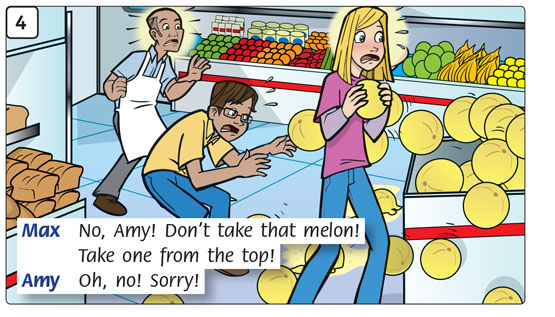 4
Max No, Amy! Don't take that melon!
Take one from the top!
Amy Oh, no! Sorry!